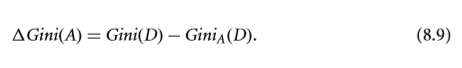 ΔGini(A) = Gini(D) − Gini_A(D). (8.9)